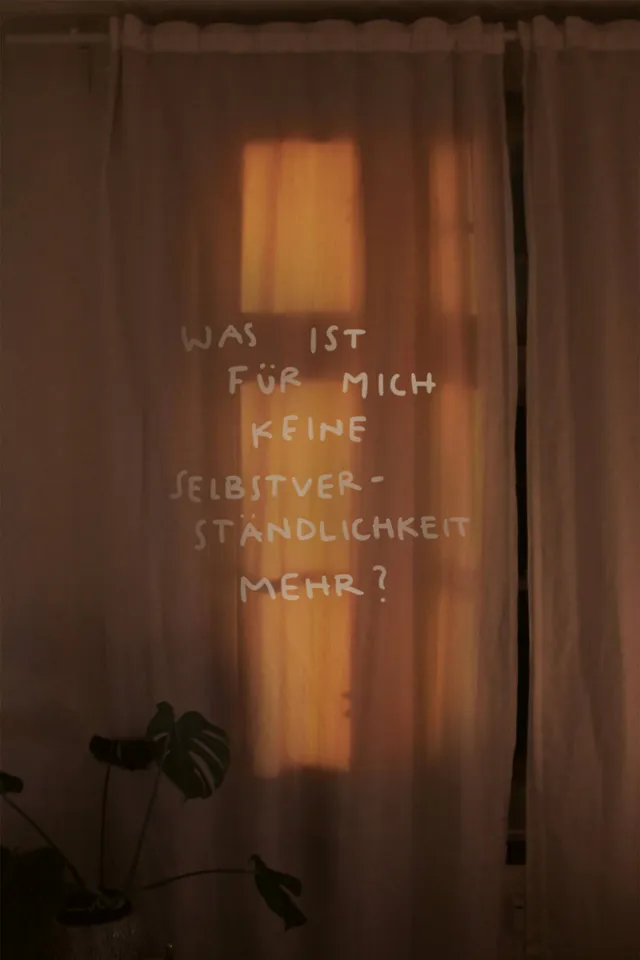 WAS IST
FÜR MICH
KEINE
SELBSTVER-
STÄNDLICHKEIT
MEHR?